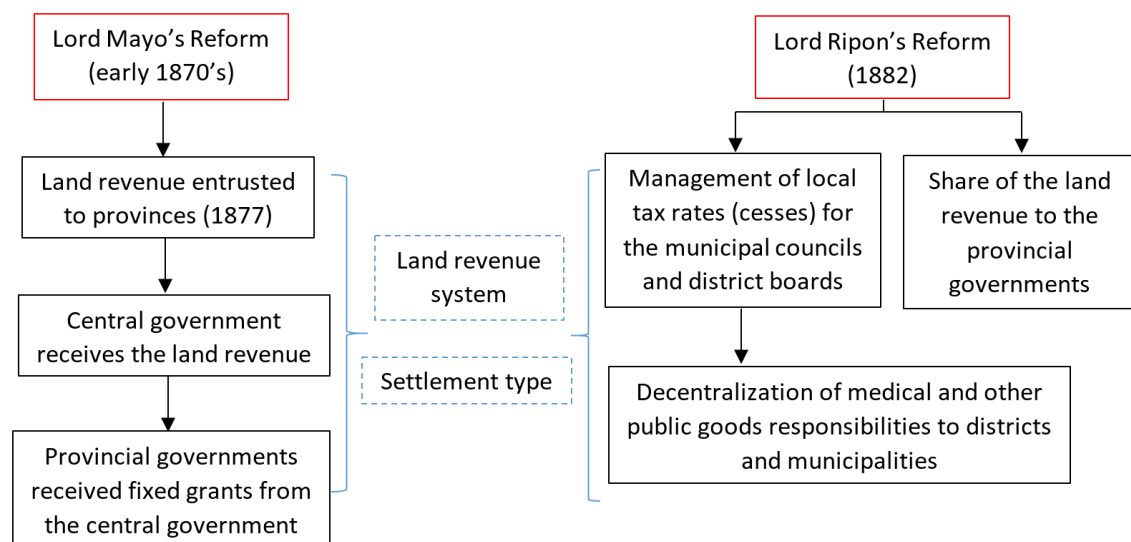 Lord Mayo’s Reform
(early 1870’s)
Land revenue entrusted
to provinces (1877)
Central government
receives the land revenue
Provincial governments
received fixed grants from
the central government
Land revenue
system
Settlement type
Lord Ripon’s Reform
(1882)
Management of local
tax rates (cesses) for
the municipal councils
and district boards
Share of the land
revenue to the
provincial
governments
Decentralization of medical and other
public goods responsibilities to districts
and municipalities